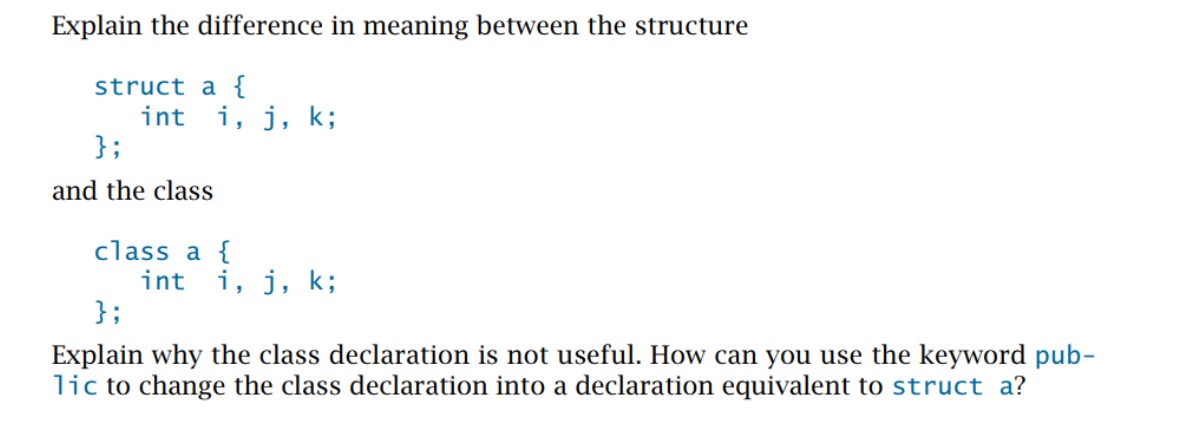 Explain the difference in meaning between the structure
struct a {
int i, j, k;
};
and the class
class a {
int i, j, k;
};
Explain why the class declaration is not useful. How can you use the keyword pub-
lic to change the class declaration into a declaration equivalent to struct a?